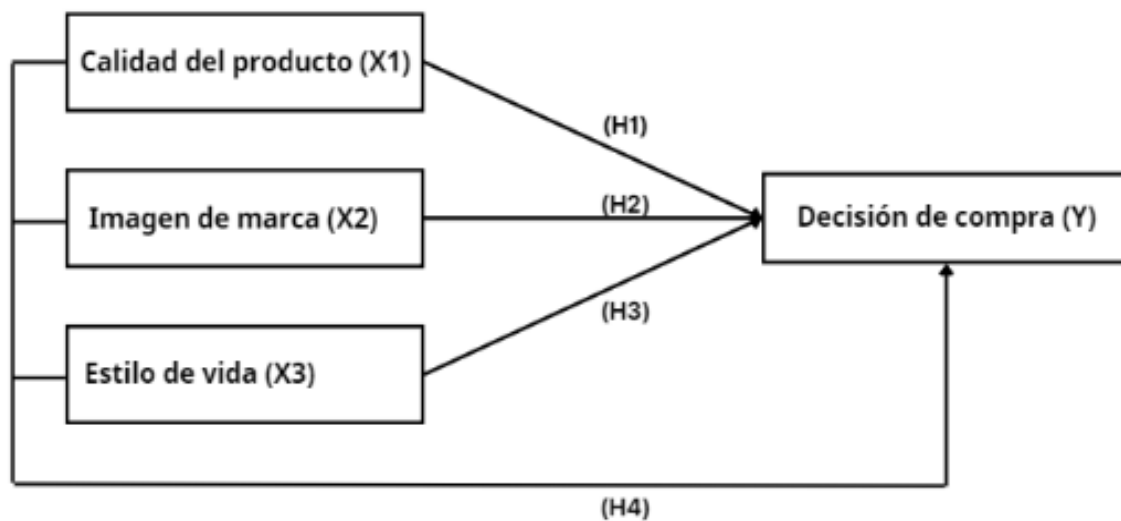 Calidad del producto (X1)
(H1)
Imagen de marca (X2)
(H2)
Decisión de compra (Y)
(H3)
Estilo de vida (X3)
(H4)